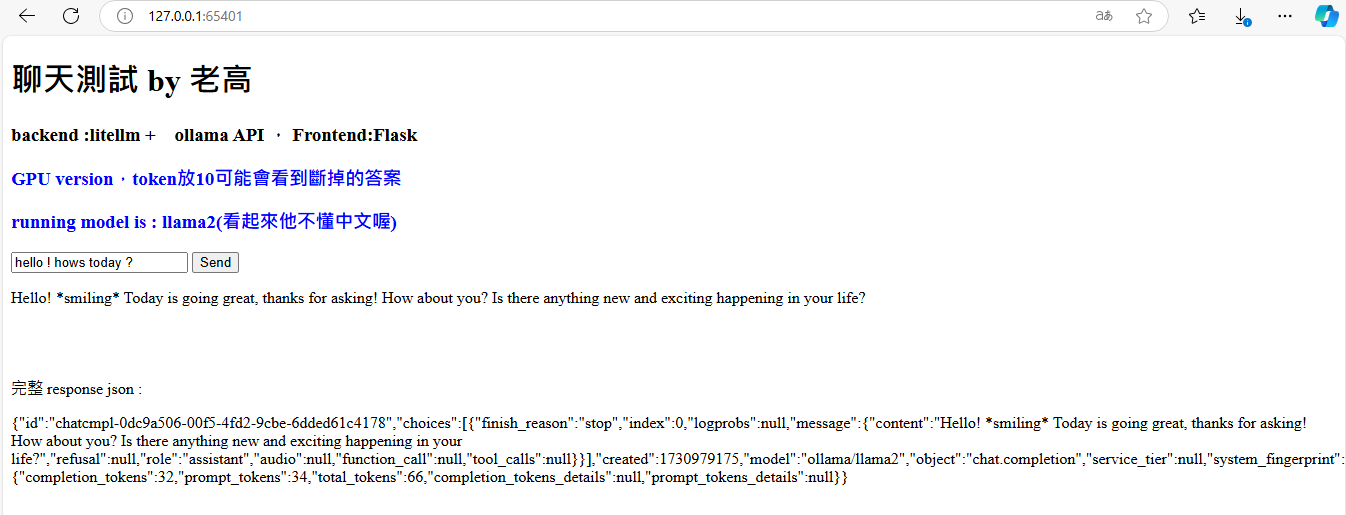 127.0.0.1:65401
aあ
聊天測試 by 老高
backend :litellm +　ollama API ， Frontend:Flask
GPU version，token放10可能會看到斷掉的答案
running model is : llama2(看起來他不懂中文喔)
hello ! hows today ? Send
Hello! *smiling* Today is going great, thanks for asking! How about you? Is there anything new and exciting happening in your life?
完整 response json :
{"id":"chatcmpl-0dc9a506-00f5-4fd2-9cbe-6dded61c4178","choices":[{"finish_reason":"stop","index":0,"logprobs":null,"message":{"content":"Hello! *smiling* Today is going great, thanks for asking!
How about you? Is there anything new and exciting happening in your
life?","refusal":null,"role":"assistant","audio":null,"function_call":null,"tool_calls":null}}],"created":1730979175,"model":"ollama/llama2","object":"chat.completion","service_tier":null,"system_fingerprint":
{"completion_tokens":32,"prompt_tokens":34,"total_tokens":66,"completion_tokens_details":null,"prompt_tokens_details":null}}